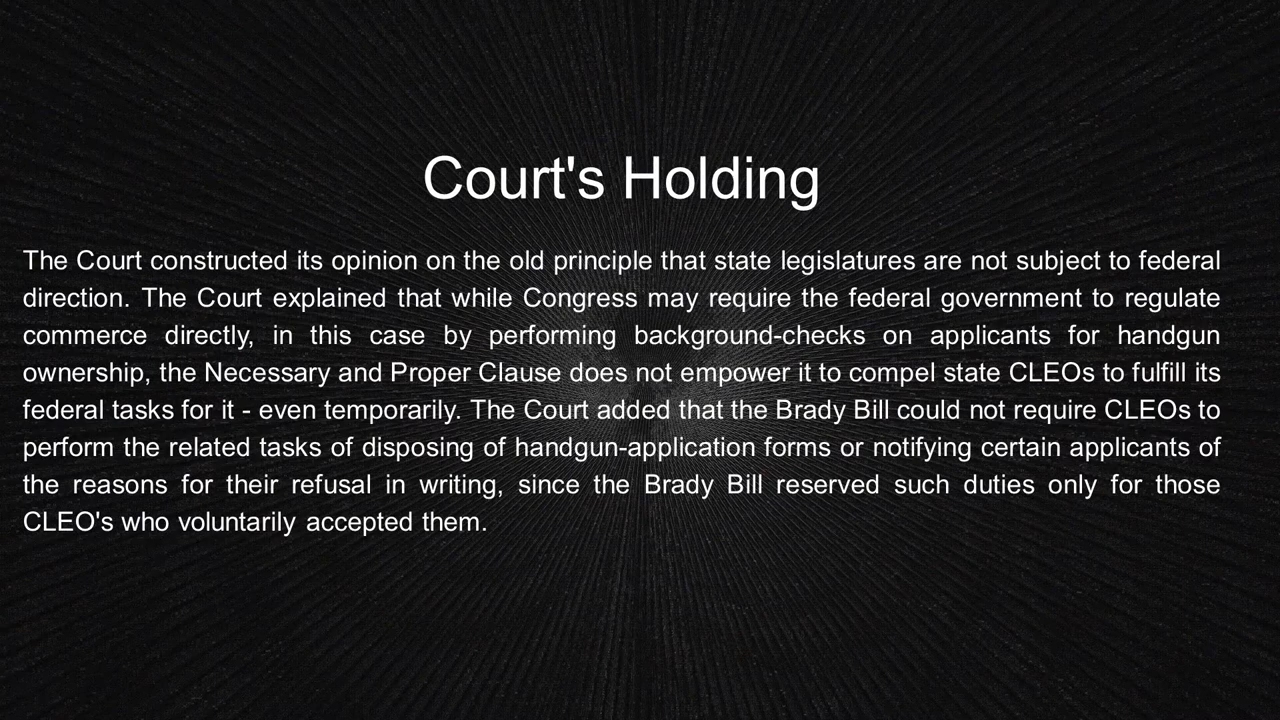 Court's Holding
The Court constructed its opinion on the old principle that state legislatures are not subject to federal
direction. The Court explained that while Congress may require the federal government to regulate
commerce directly, in this case by performing background-checks on applicants for handgun
ownership, the Necessary and Proper Clause does not empower it to compel state CLEOs to fulfill its
federal tasks for it - even temporarily. The Court added that the Brady Bill could not require CLEOs to
perform the related tasks of disposing of handgun-application forms or notifying certain applicants of
the reasons for their refusal in writing, since the Brady Bill reserved such duties only for those
CLEO's who voluntarily accepted them.